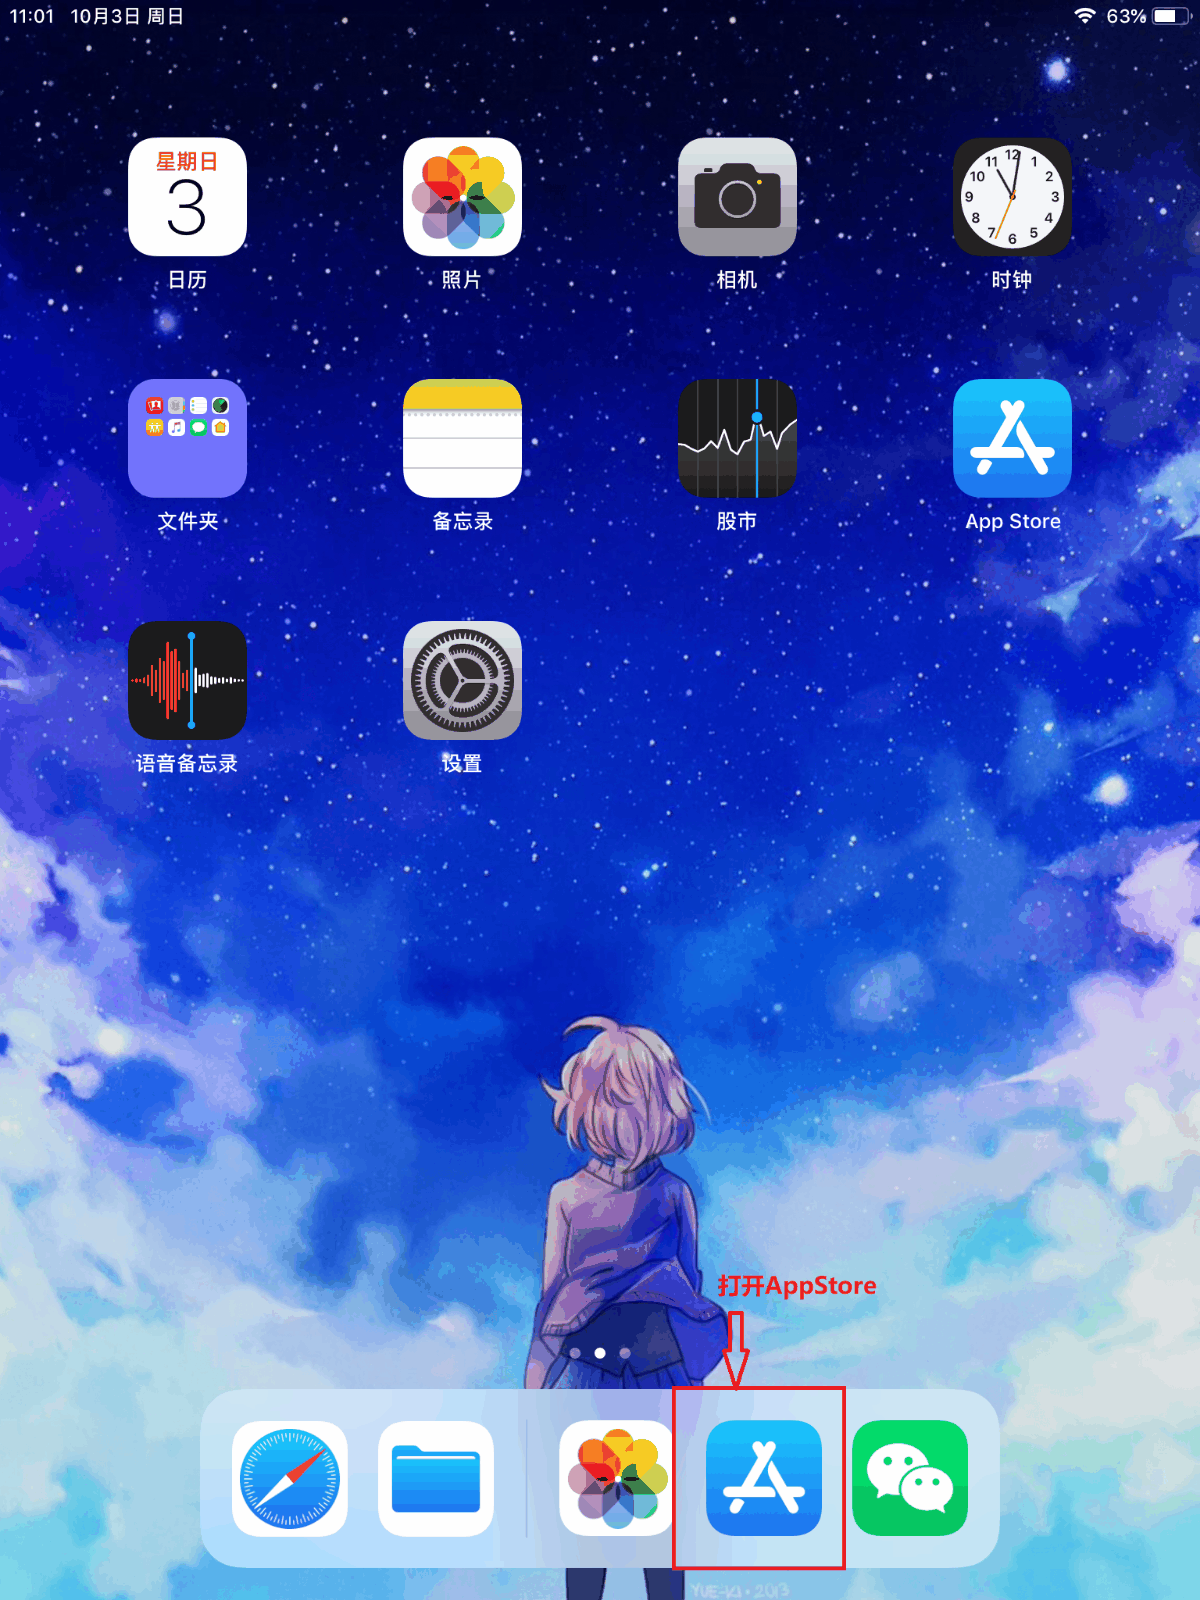 11:01 10月3日 周日
63%
星期日
3
12
11 1
10 2
9 3
8 4
7 5
6
日历
照片
相机
时钟
文件夹
备忘录
股市
App Store
语音备忘录
设置
打开AppStore
YUE-KI·2013